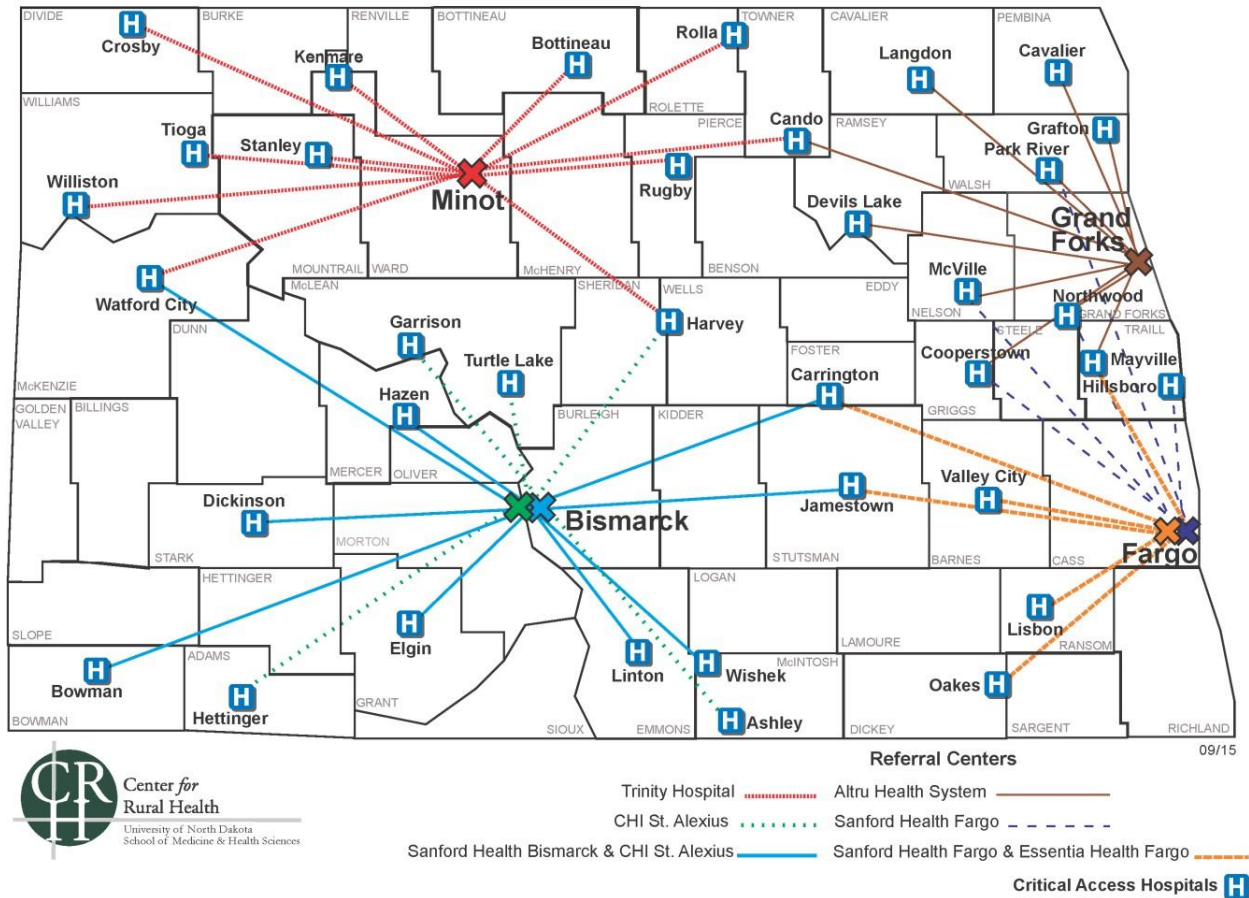 DIVIDE
BURKE
RENVILLE
BOTTINEAU
TOWNER
CAVALIER
PEMBINA
H
Crosby
H
Kenmare
H
Bottineau
Rolla
H
Langdon
H
Cavalier
H
WILLIAMS
ROLETTE
Tioga
H
Stanley
H
PIERCE
Cando
H
RAMSEY
Grafton
H
Park River
H
Williston
H
Minot
H
Rugby
WALSH
Devils Lake
H
Grand
Forks
H
Watford City
MOUNTRAIL
WARD
McHENRY
BENSON
McVille
H
McLEAN
SHERIDAN
WELLS
EDDY
NELSON
Northwood
H
GRAND FORKS
DUNN
Garrison
H
H
Harvey
STEELE
TRAILL
Turtle Lake
H
FOSTER
Cooperstown
H
H
Mayville
Hillsboro
H
McKENZIE
Hazen
H
Carrington
H
GOLDEN
VALLEY
BILLINGS
BURLEIGH
KIDDER
GRIGGS
MERCER
OLIVER
Dickinson
H
Bismarck
H
Jamestown
Valley City
H
STARK
MORTON
STUTSMAN
BARNES
CASS
Fargo
HETTINGER
LOGAN
SLOPE
H
Elgin
H
Lisbon
LAMOURE
RANSOM
H
Bowman
ADAMS
H
Hettinger
H
Linton
H
Wishek
McINTOSH
Oakes
H
GRANT
BOWMAN
SIOUX
EMMONS
H
Ashley
DICKEY
SARGENT
RICHLAND
09/15
CRH
Center for
Rural Health
University of North Dakota
School of Medicine & Health Sciences
Referral Centers
Trinity Hospital
Altru Health System
CHI St. Alexius
Sanford Health Fargo
Sanford Health Bismarck & CHI St. Alexius
Sanford Health Fargo & Essentia Health Fargo
Critical Access Hospitals H